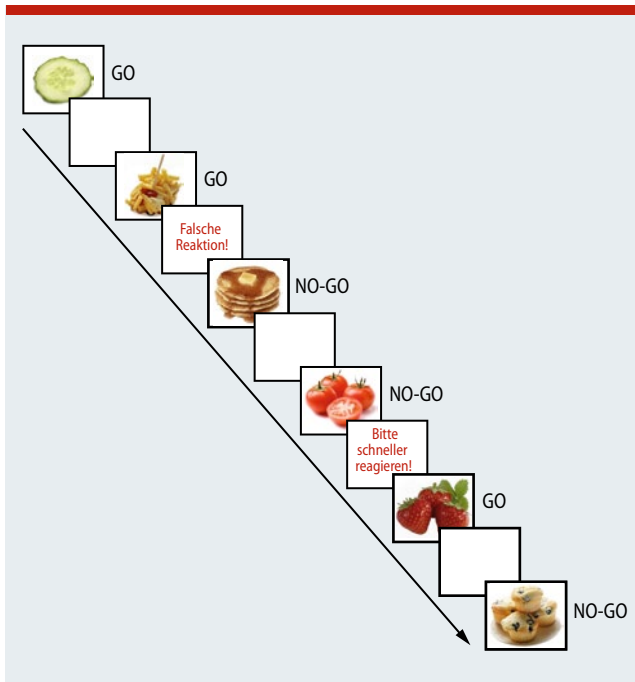 GO
GO
Falsche
Reaktion!
NO-GO
NO-GO
Bitte
schneller
reagieren!
GO
NO-GO